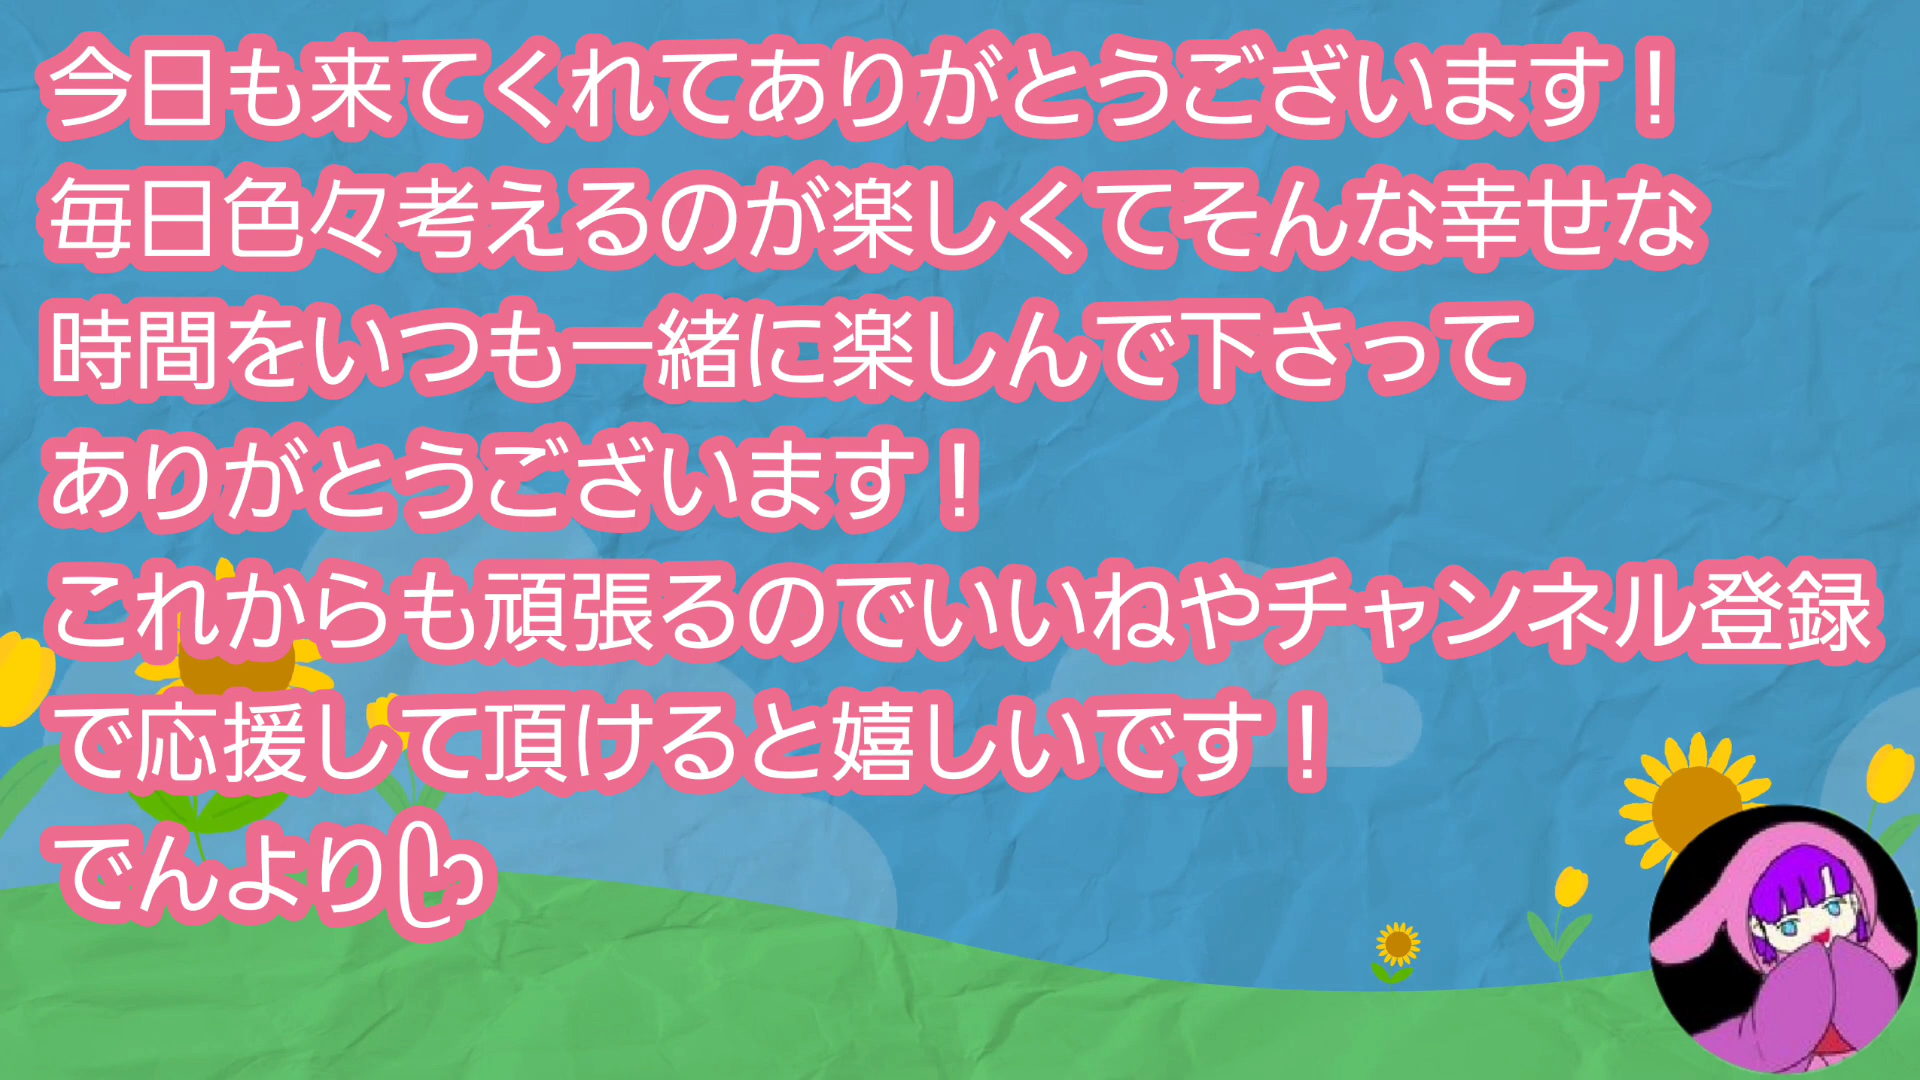 今日も来てくれてありがとうございます！
毎日色々考えるのが楽しくてそんな幸せな
時間をいつも一緒に楽しんで下さって
ありがとうございます！
これからも頑張るのでいいねやチャンネル登録
で応援して頂けると嬉しいです！
でんより